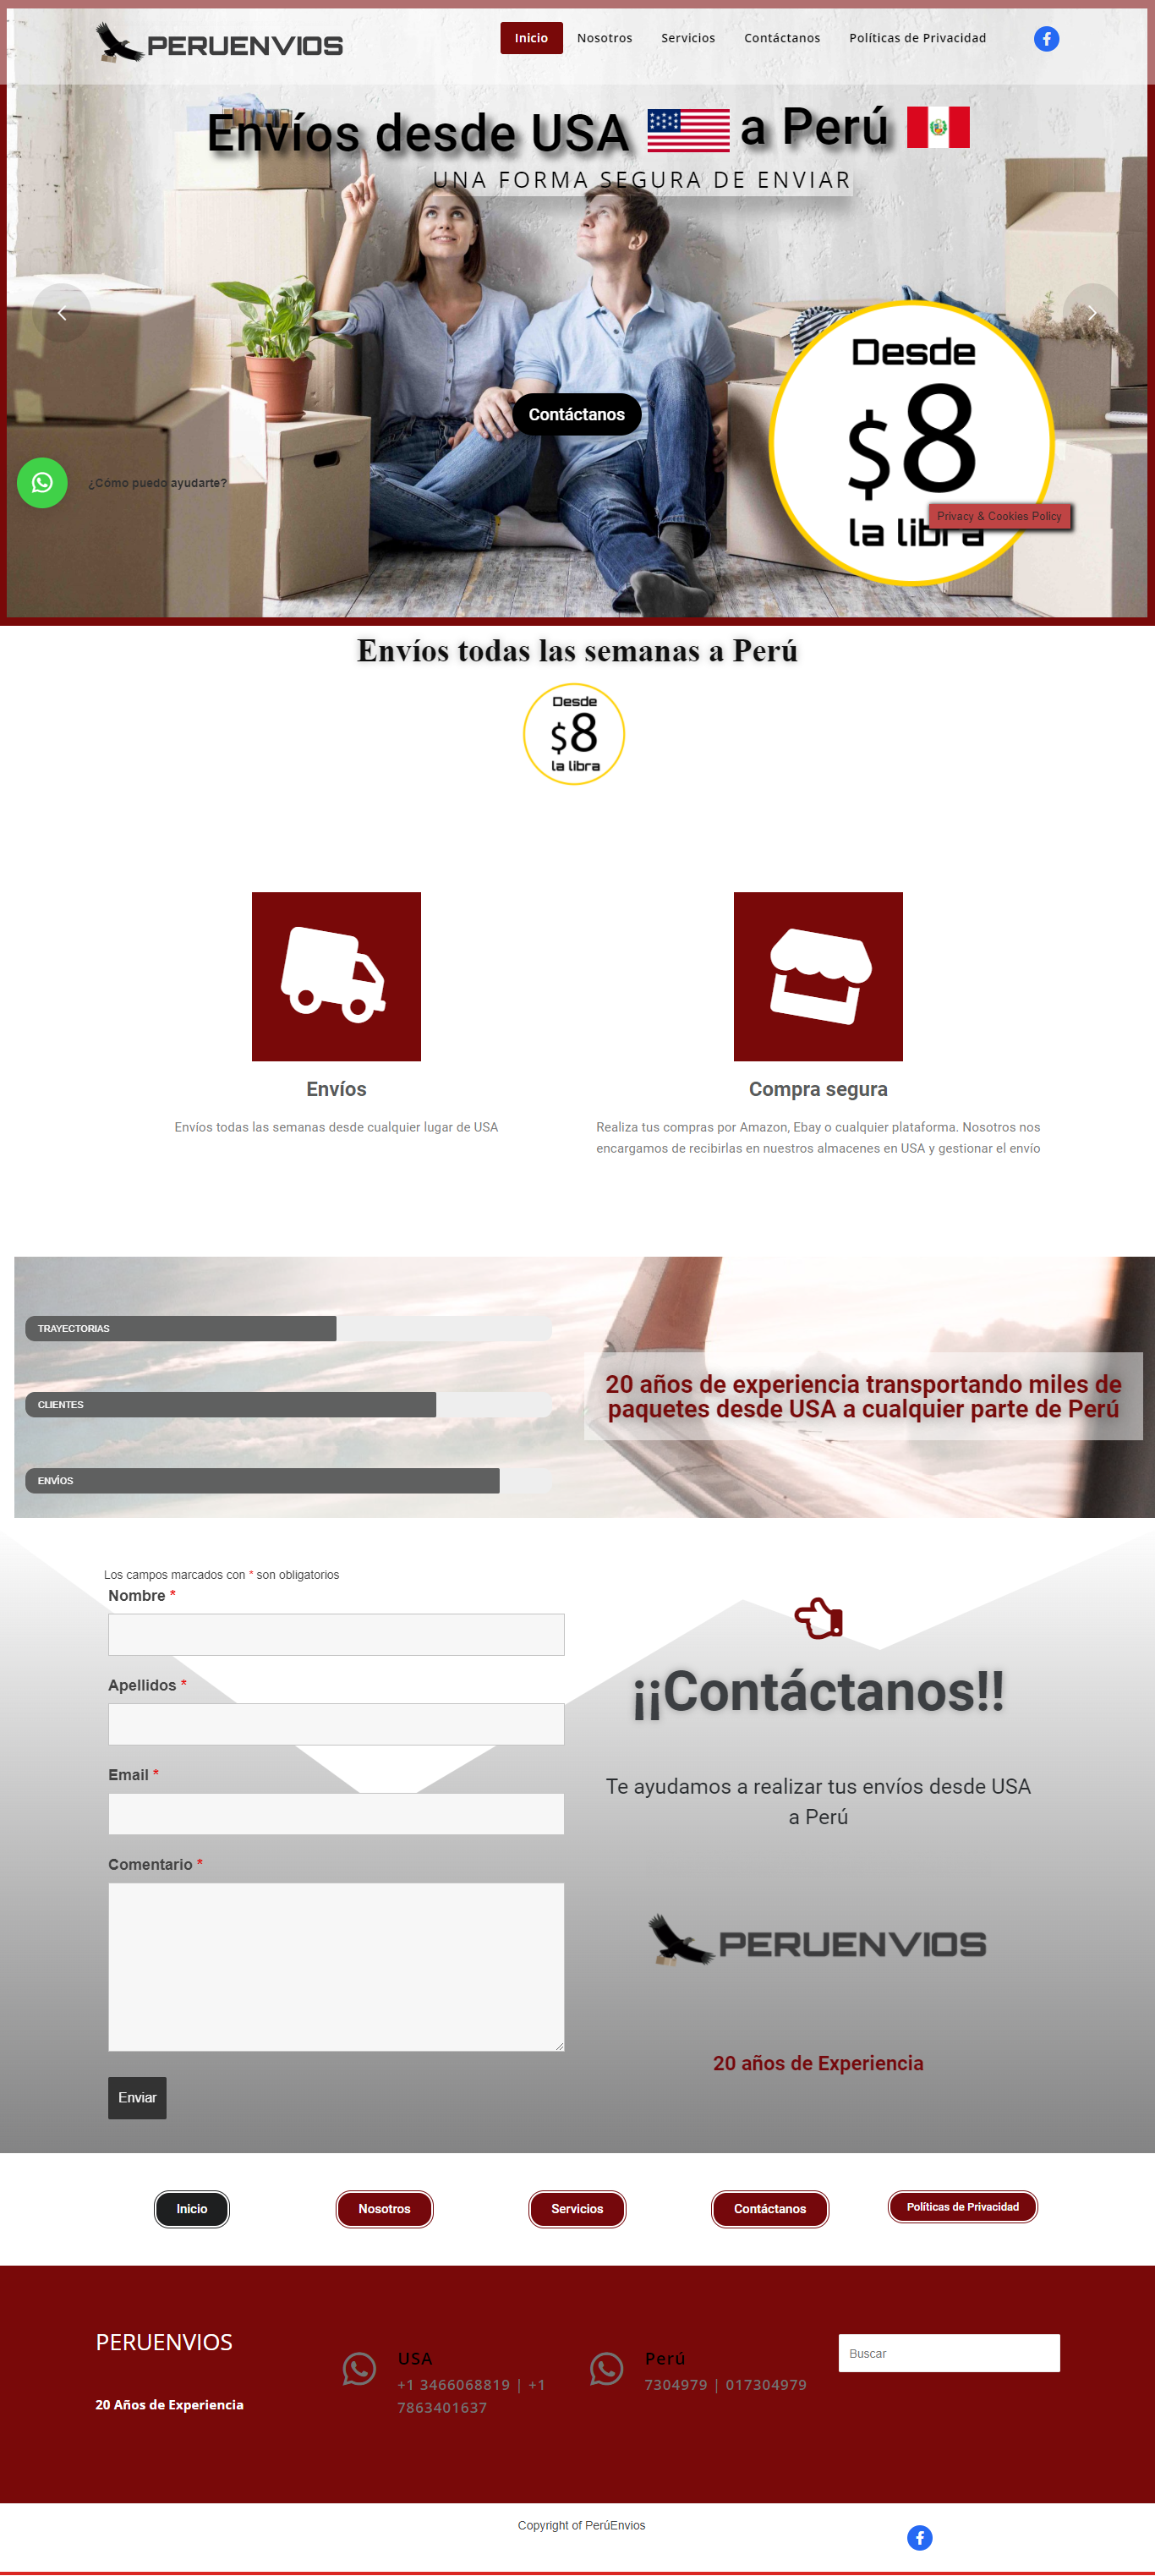 PERUENVIOS
Inicio
Nosotros
Servicios
Contáctanos
Políticas de Privacidad
Envíos desde USA a Perú
UNA FORMA SEGURA DE ENVIAR
Desde
$8
la libra
Contáctanos
¿Cómo puedo ayudarte?
Privacy & Cookies Policy
Envíos todas las semanas a Perú
Desde
$8
la libra
Envíos
Envíos todas las semanas desde cualquier lugar de USA
Compra segura
Realiza tus compras por Amazon, Ebay o cualquier plataforma. Nosotros nos
encargamos de recibirlas en nuestros almacenes en USA y gestionar el envío
TRAYECTORIAS
CLIENTES
ENVÍOS
20 años de experiencia transportando miles de
paquetes desde USA a cualquier parte de Perú
Los campos marcados con * son obligatorios
Nombre *
Apellidos *
Email *
Comentario *
Enviar
¡¡Contáctanos!!
Te ayudamos a realizar tus envíos desde USA
a Perú
PERUENVIOS
20 años de Experiencia
Inicio
Nosotros
Servicios
Contáctanos
Políticas de Privacidad
PERUENVIOS
20 Años de Experiencia
USA
+1 3466068819 | +1
7863401637
Perú
7304979 | 017304979
Buscar
Copyright of PerúEnvios